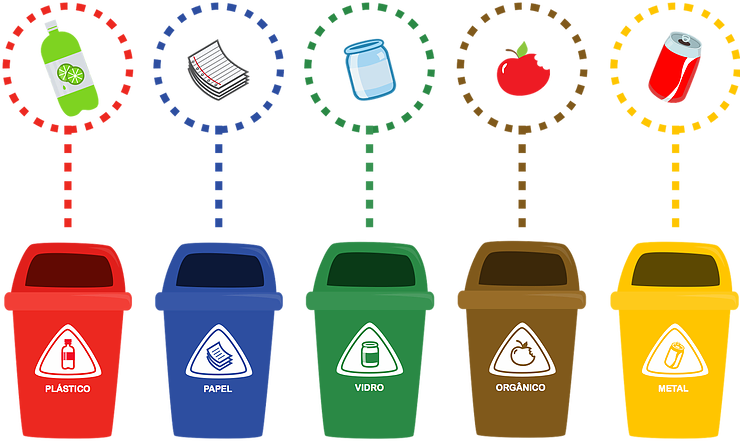 PLÁSTICO
PAPEL
VIDRO
ORGÂNICO
METAL